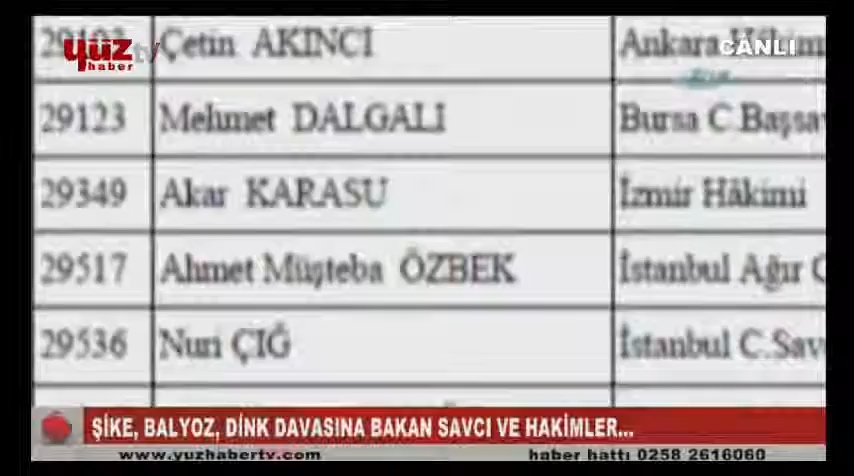 yüz tv
haber
CANLI
Çetin AKINCI Ankara
29123 Mehmet DALGALI Bursa C.Başsav
29349 Akar KARASU İzmir Hâkimi
29517 Ahmet Müşteba ÖZBEK İstanbul Ağır C
29536 Nuri ÇIĞ İstanbul C.Sav
ŞİKE, BALYOZ, DİNK DAVASINA BAKAN SAVCI VE HAKİMLER...
www.yuzhabertv.com haber hattı 0258 2616060